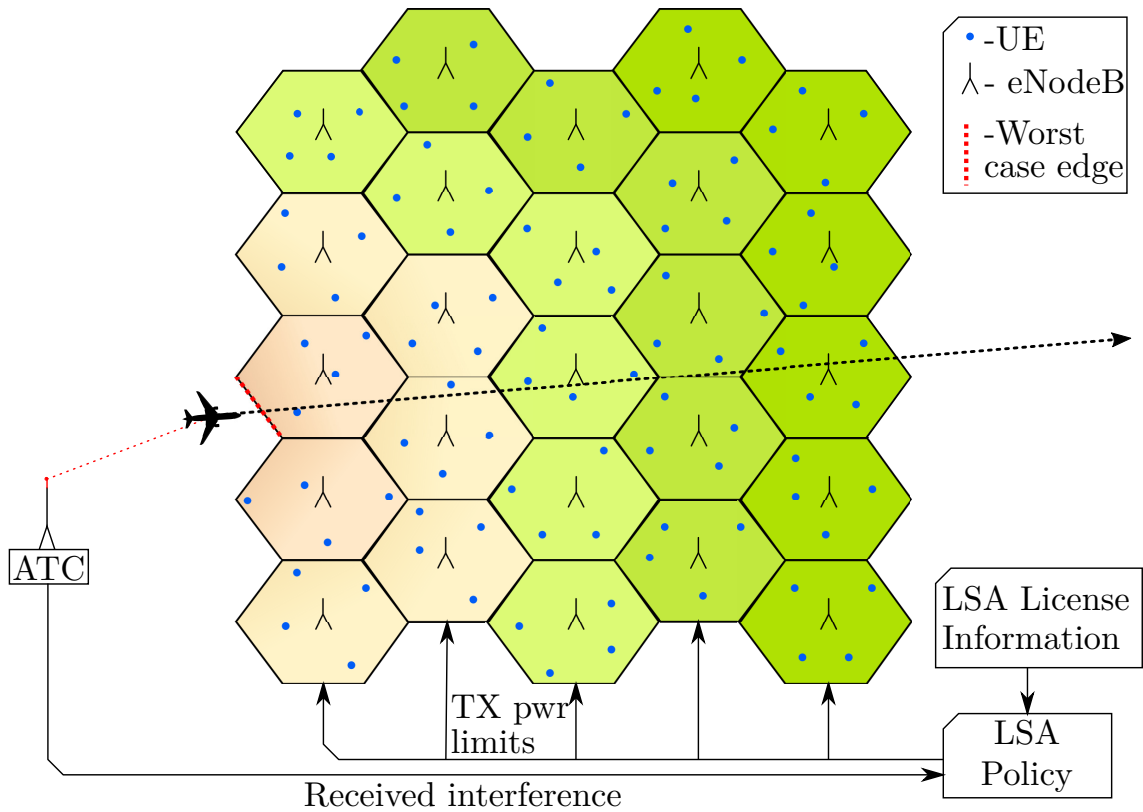 -UE
- eNodeB
-Worst
case edge
ATC
LSA License
Information
TX pwr
limits
LSA
Policy
Received interference